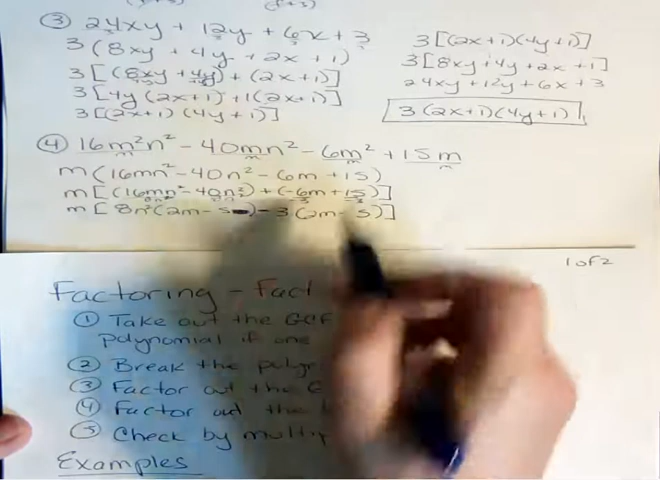 ③ 24xy + 12y + 6x + 3
3(8xy + 4y + 2x + 1)
3[(8xy + 4y) + (2x + 1)]
3[4y(2x+1) + 1(2x+1)]
3[(2x+1)(4y+1)]
3[(2x+1)(4y+1)]
3[8xy+4y+2x+1]
24xy+12y+6x+3
3(2x+1)(4y+1)
④ 16m²n² - 40mn² - 6m² + 15m
m(16mn² - 40n² - 6m + 15)
m[(16mn² - 40n²) + (-6m + 15)]
m[8n²(2m - 5) - 3(2m - 5)]
1 of 2
Factoring - Fact
① Take out the GCF
polynomial if one
② Break the
③ Factor out the
④ Factor out the
⑤ Check by
Examples